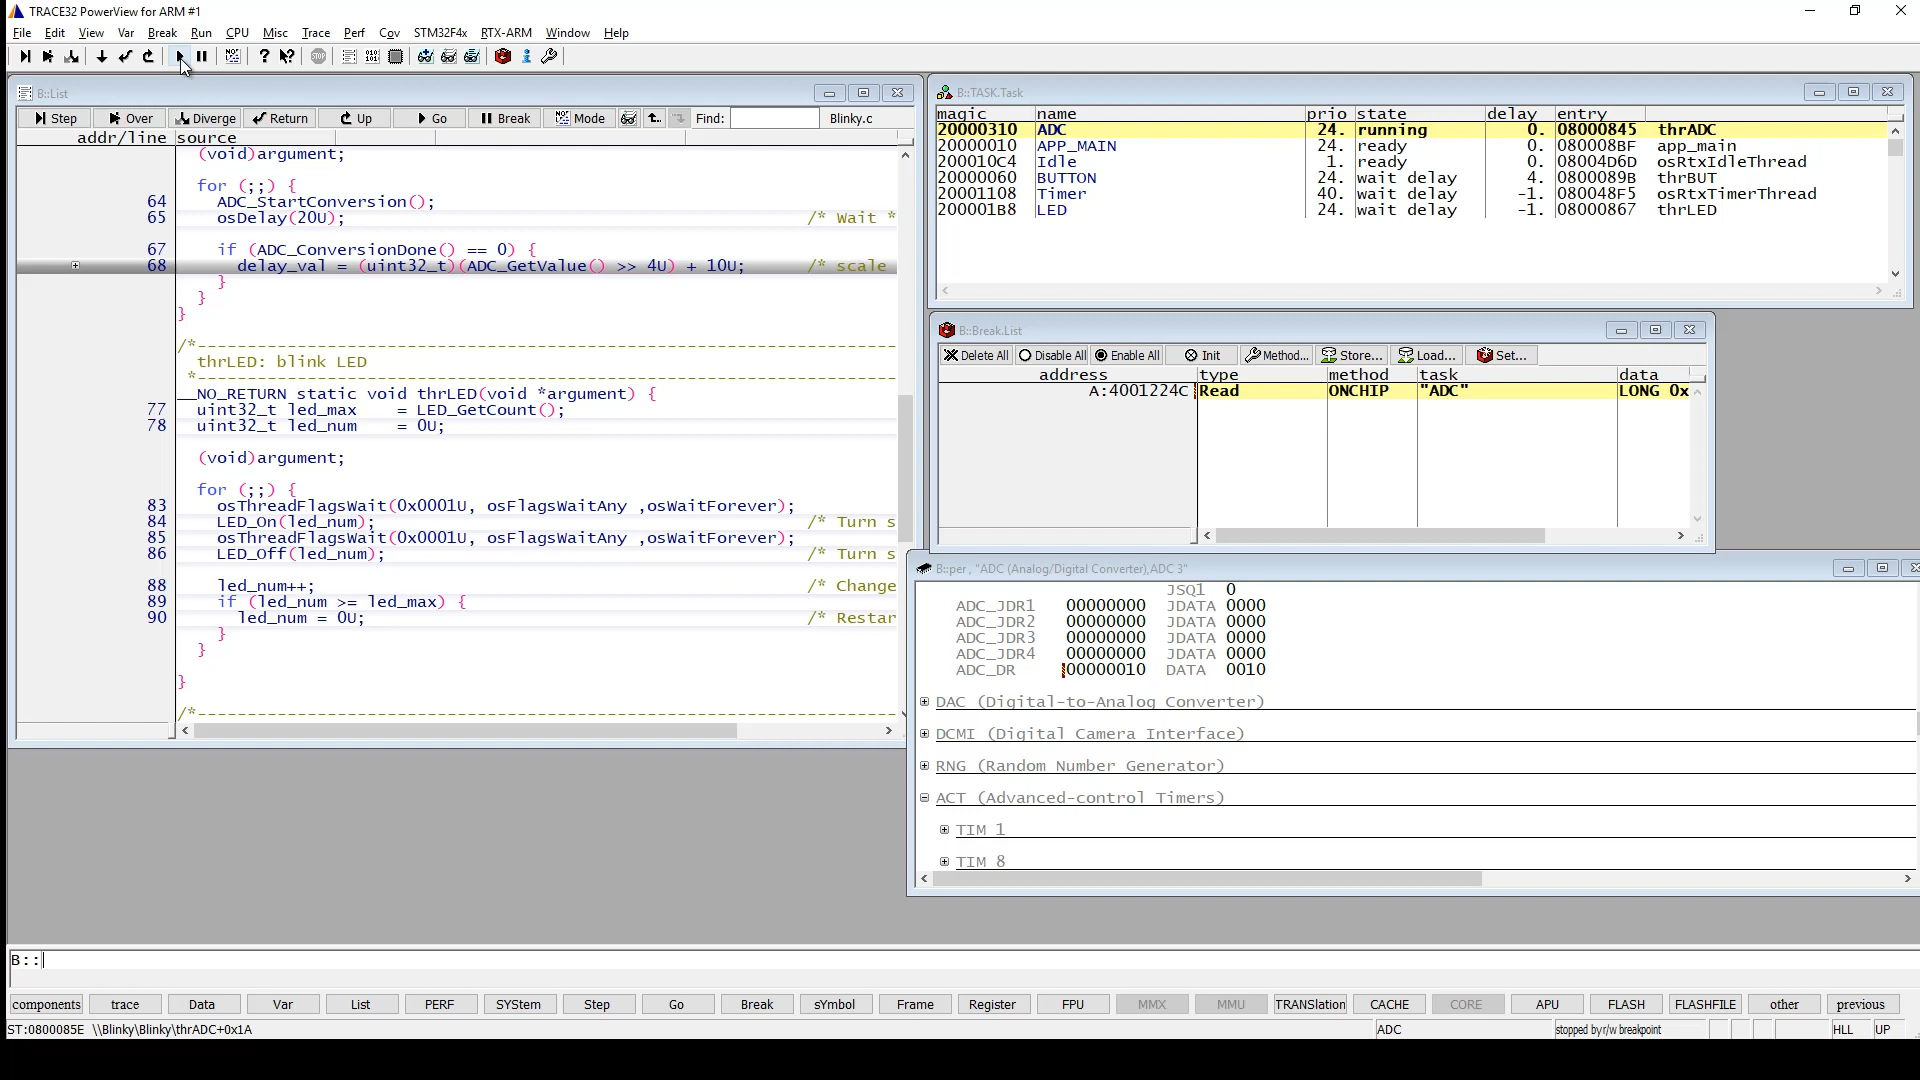 TRACE32 PowerView for ARM #1
File Edit View Var Break Run CPU Misc Trace Perf Cov STM32F4x RTX-ARM Window Help
B::List
Step Over Diverge Return Up Go Break Mode Find: Blinky.c
addr/line source
(void)argument;
for (;;) {
64 ADC_StartConversion();
65 osDelay(20U); /* Wait *
67 if (ADC_ConversionDone() == 0) {
68 delay_val = (uint32_t)(ADC_GetValue() >> 4U) + 10U; /* scale
}
}
}
/*--------------------------------------------------------------
thrLED: blink LED
*--------------------------------------------------------------
__NO_RETURN static void thrLED(void *argument) {
77 uint32_t led_max = LED_GetCount();
78 uint32_t led_num = 0U;
(void)argument;
for (;;) {
83 osThreadFlagsWait(0x0001U, osFlagsWaitAny ,osWaitForever);
84 LED_On(led_num); /* Turn s
85 osThreadFlagsWait(0x0001U, osFlagsWaitAny ,osWaitForever);
86 LED_Off(led_num); /* Turn s
88 led_num++; /* Change
89 if (led_num >= led_max) {
90 led_num = 0U; /* Restar
}
}
}
/*--------------------------------------------------------------
B::TASK.Task
magic name prio state delay entry
20000310 ADC 24. running 0. 08000845 thrADC
20000010 APP_MAIN 24. ready 0. 080008BF app_main
200010C4 Idle 1. ready 0. 08004D6D osRtxIdleThread
20000060 BUTTON 24. wait delay 4. 0800089B thrBUT
20001108 Timer 40. wait delay -1. 080048F5 osRtxTimerThread
200001B8 LED 24. wait delay -1. 08000867 thrLED
B::Break.List
Delete All Disable All Enable All Init Method... Store... Load... Set...
address type method task data
A:4001224C Read ONCHIP "ADC" LONG 0x
B::per , "ADC (Analog/Digital Converter),ADC 3"
JSQ1 0
ADC_JDR1 00000000 JDATA 0000
ADC_JDR2 00000000 JDATA 0000
ADC_JDR3 00000000 JDATA 0000
ADC_JDR4 00000000 JDATA 0000
ADC_DR 00000010 DATA 0010
DAC (Digital-to-Analog Converter)
DCMI (Digital Camera Interface)
RNG (Random Number Generator)
ACT (Advanced-control Timers)
TIM 1
TIM 8
B::
components trace Data Var List PERF SYStem Step Go Break sYmbol Frame Register FPU MMX MMU TRANSlation CACHE CORE APU FLASH FLASHFILE other previous
ST:0800085E \\Blinky\Blinky\thrADC+0x1A ADC stopped by r/w breakpoint HLL UP